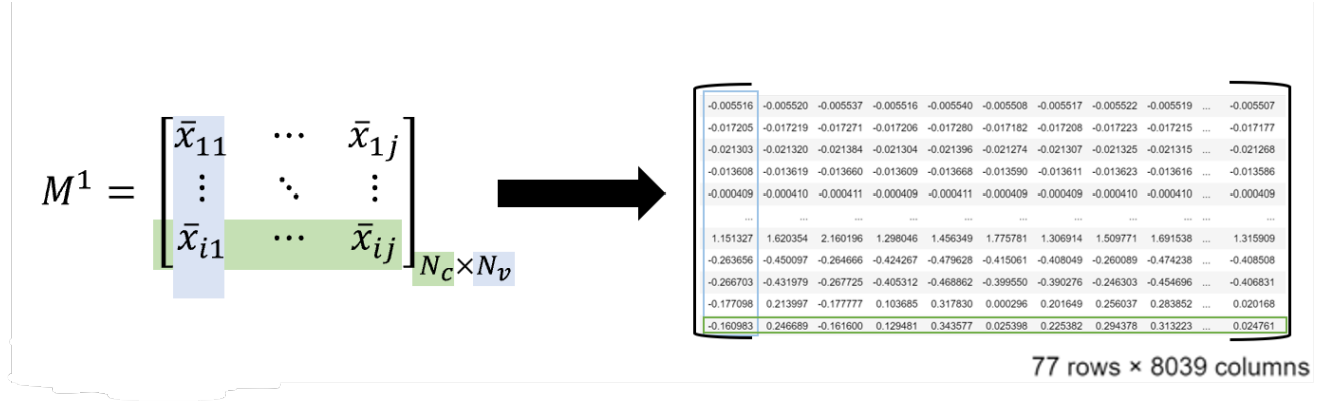 M¹ =
x̄₁₁ ⋯ x̄₁ⱼ
⋮ ⋱ ⋮
x̄ᵢ₁ ⋯ x̄ᵢⱼ
N_c×N_v
-0.005516 -0.005520 -0.005537 -0.005516 -0.005540 -0.005508 -0.005517 -0.005522 -0.005519 ... -0.005507
-0.017205 -0.017219 -0.017271 -0.017206 -0.017280 -0.017182 -0.017208 -0.017223 -0.017215 ... -0.017177
-0.021303 -0.021320 -0.021384 -0.021304 -0.021396 -0.021274 -0.021307 -0.021325 -0.021315 ... -0.021268
-0.013608 -0.013619 -0.013660 -0.013609 -0.013668 -0.013590 -0.013611 -0.013623 -0.013616 ... -0.013586
-0.000409 -0.000410 -0.000411 -0.000409 -0.000411 -0.000409 -0.000409 -0.000410 -0.000410 ... -0.000409
... ... ... ... ... ... ... ... ... ... ...
1.151327 1.620354 2.160196 1.298046 1.456349 1.775781 1.306914 1.509771 1.691538 ... 1.315909
-0.263656 -0.450097 -0.264666 -0.424267 -0.479628 -0.415061 -0.408049 -0.260089 -0.474238 ... -0.408508
-0.266703 -0.431979 -0.267725 -0.405312 -0.468862 -0.399550 -0.390276 -0.246303 -0.454696 ... -0.406831
-0.177098 0.213997 -0.177777 0.103685 0.317830 0.000296 0.201649 0.256037 0.283852 ... 0.020168
-0.160983 0.246689 -0.161600 0.129481 0.343577 0.025398 0.225382 0.294378 0.313223 ... 0.024761
77 rows × 8039 columns